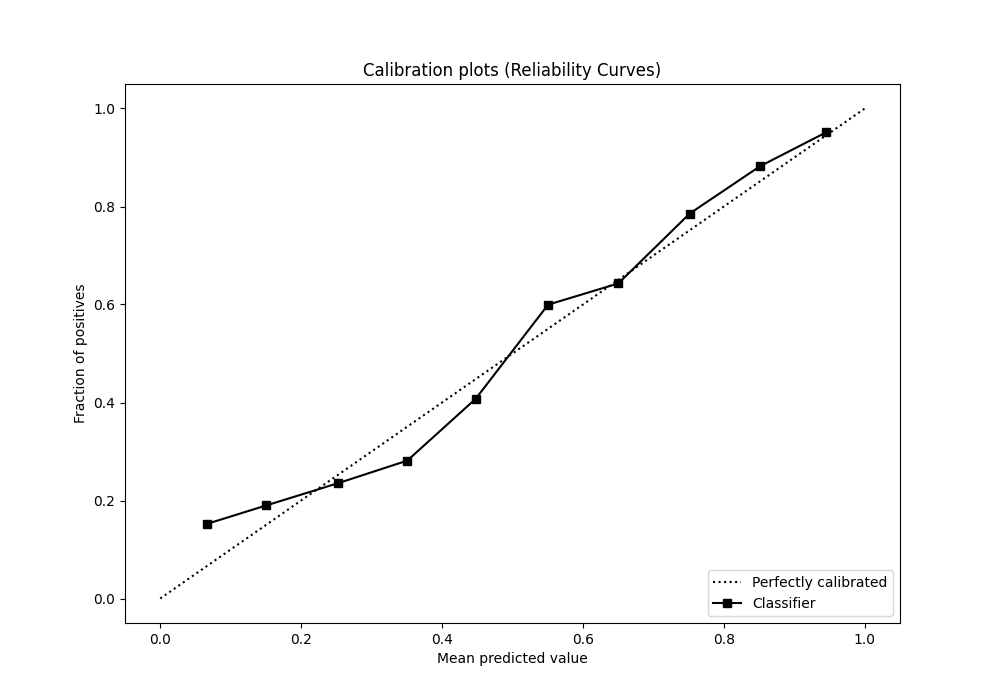 Calibration plots (Reliability Curves)
1.0
0.8
0.6
0.4
0.2
0.0
Fraction of positives
0.0 0.2 0.4 0.6 0.8 1.0
Mean predicted value
Perfectly calibrated
Classifier